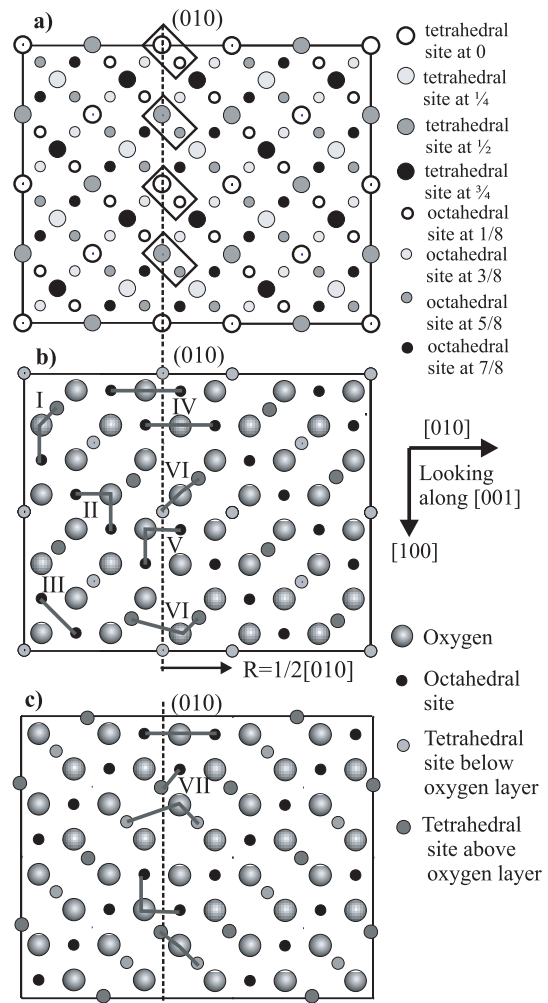 (010)
a)
tetrahedral
site at 0
tetrahedral
site at ¼
tetrahedral
site at ½
tetrahedral
site at ¾
octahedral
site at 1/8
octahedral
site at 3/8
octahedral
site at 5/8
octahedral
site at 7/8
b)
(010)
I
IV
VI
II
V
III
VI
[010]
Looking
along [001]
[100]
R=1/2[010]
Oxygen
Octahedral
site
Tetrahedral
site below
oxygen layer
Tetrahedral
site above
oxygen layer
c)
(010)
VII